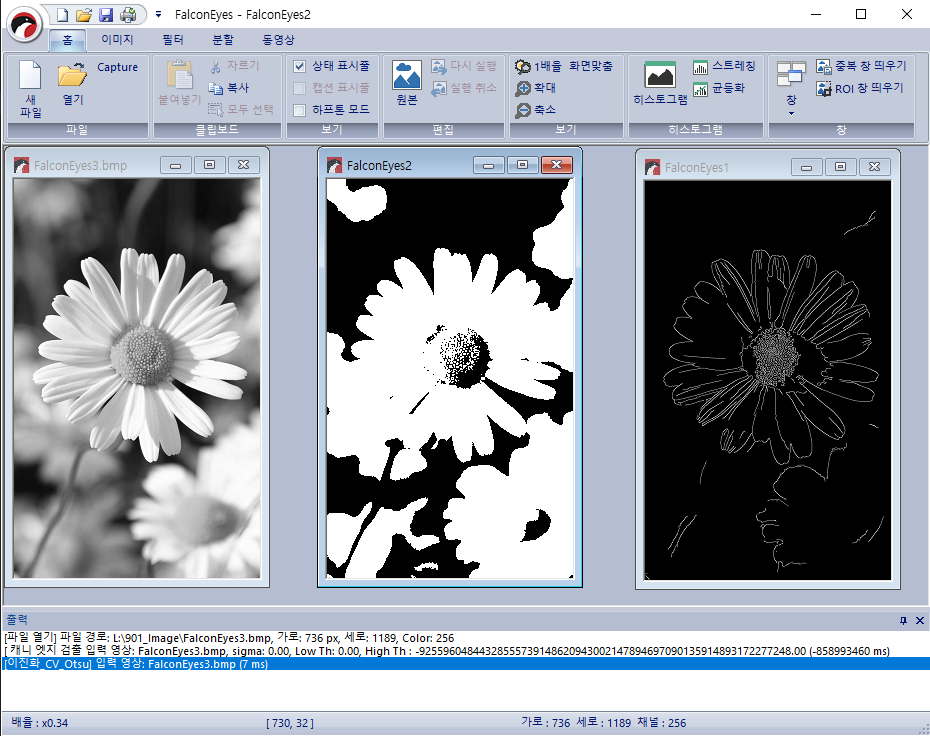 FalconEyes - FalconEyes2
홈 이미지 필터 분할 동영상
새 파일
열기
Capture
파일
붙여넣기
자르기
복사
모두 선택
클립보드
상태 표시줄
캡션 표시줄
하프톤 모드
보기
원본
다시 실행
실행 취소
편집
1배율 화면맞춤
확대
축소
보기
히스토그램
스트레칭
균등화
히스토그램
창
중복 창 띄우기
ROI 창 띄우기
창
FalconEyes3.bmp
FalconEyes2
FalconEyes1
출력
[파일 열기] 파일 경로: L:\901_Image\FalconEyes3.bmp, 가로: 736 px, 세로: 1189, Color: 256
[ 캐니 엣지 검출 입력 영상: FalconEyes3.bmp, sigma: 0.00, Low Th: 0.00, High Th : -92559604844328555739148620943002147894697090135914893172277248.00 (-858993460 ms)
[이진화_CV_Otsu] 입력 영상: FalconEyes3.bmp (7 ms)
배율 : x0.34
[ 730, 32 ]
가로 : 736 세로 : 1189 채널 : 256